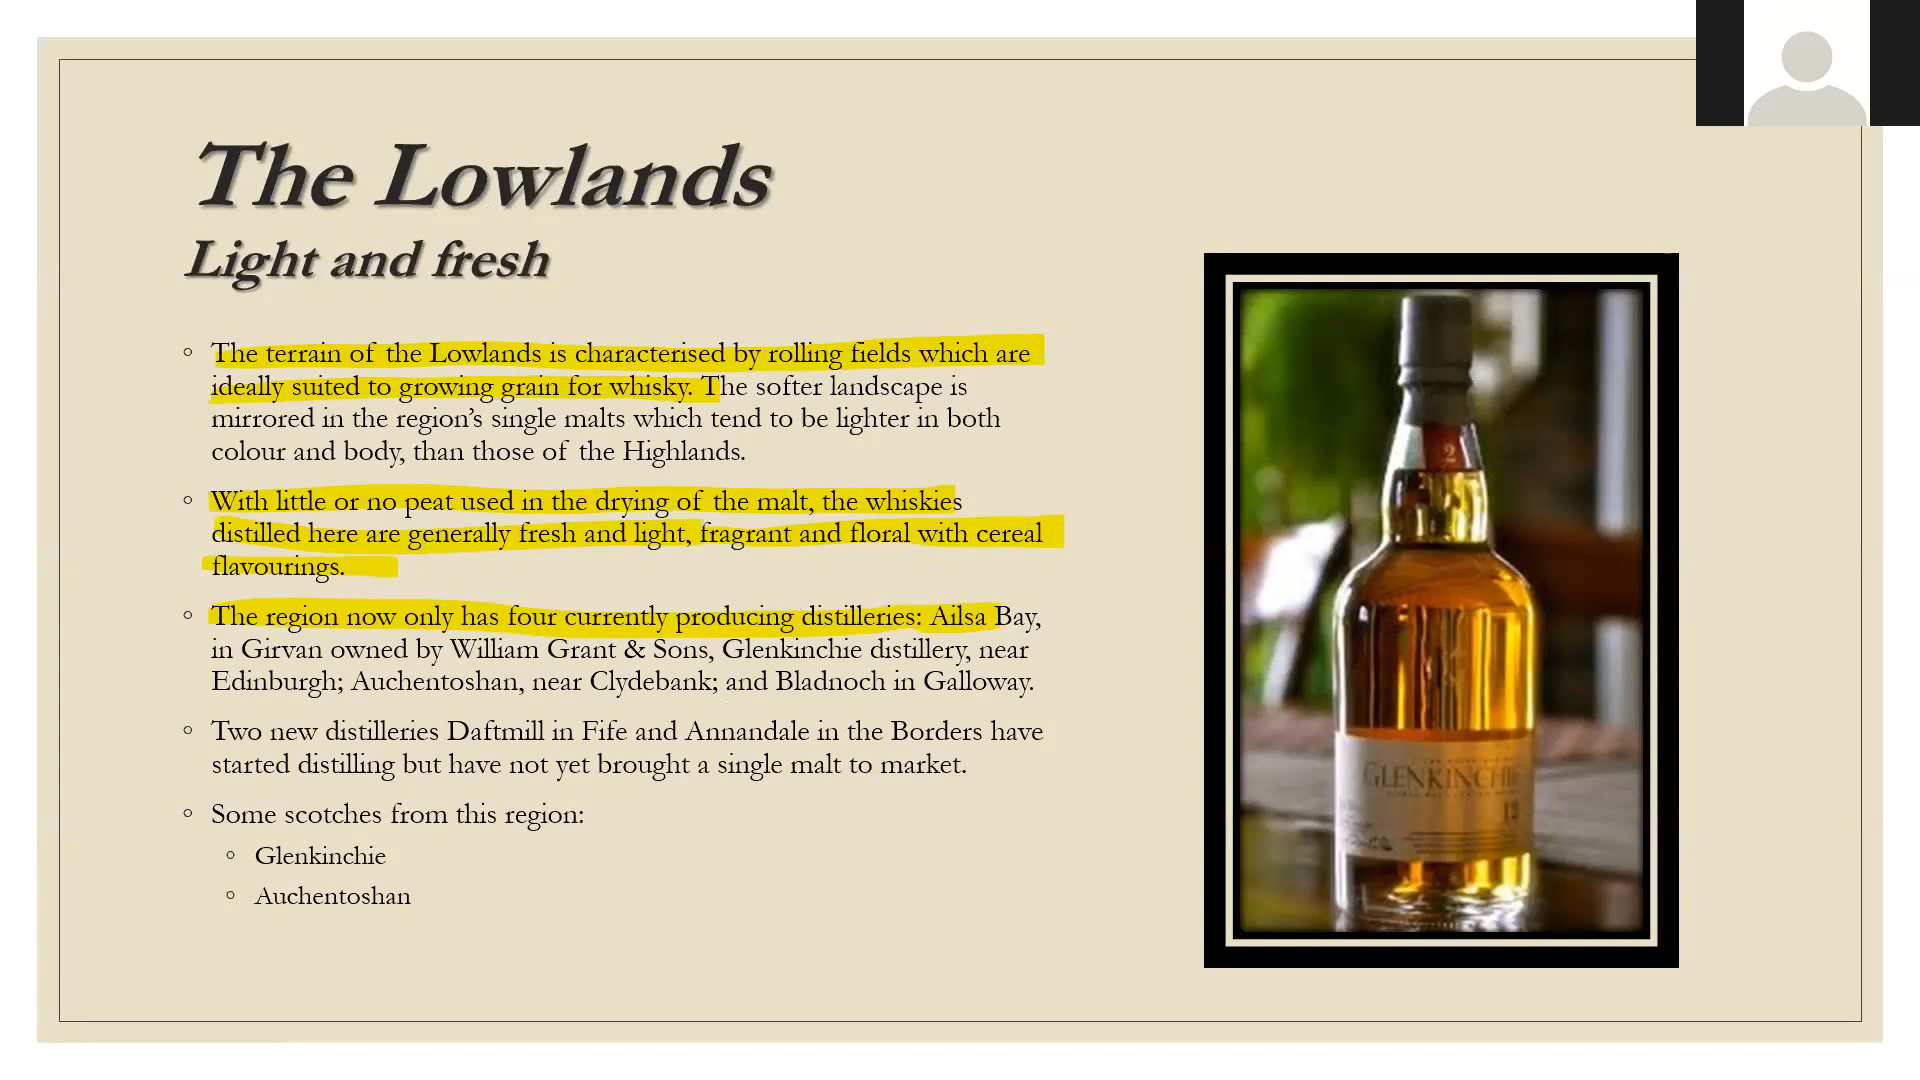 The Lowlands
Light and fresh
The terrain of the Lowlands is characterised by rolling fields which are
ideally suited to growing grain for whisky. The softer landscape is
mirrored in the region’s single malts which tend to be lighter in both
colour and body, than those of the Highlands.
With little or no peat used in the drying of the malt, the whiskies
distilled here are generally fresh and light, fragrant and floral with cereal
flavourings.
The region now only has four currently producing distilleries: Ailsa Bay,
in Girvan owned by William Grant & Sons, Glenkinchie distillery, near
Edinburgh; Auchentoshan, near Clydebank; and Bladnoch in Galloway.
Two new distilleries Daftmill in Fife and Annandale in the Borders have
started distilling but have not yet brought a single malt to market.
Some scotches from this region:
Glenkinchie
Auchentoshan
2
GLENKINCHIE
12